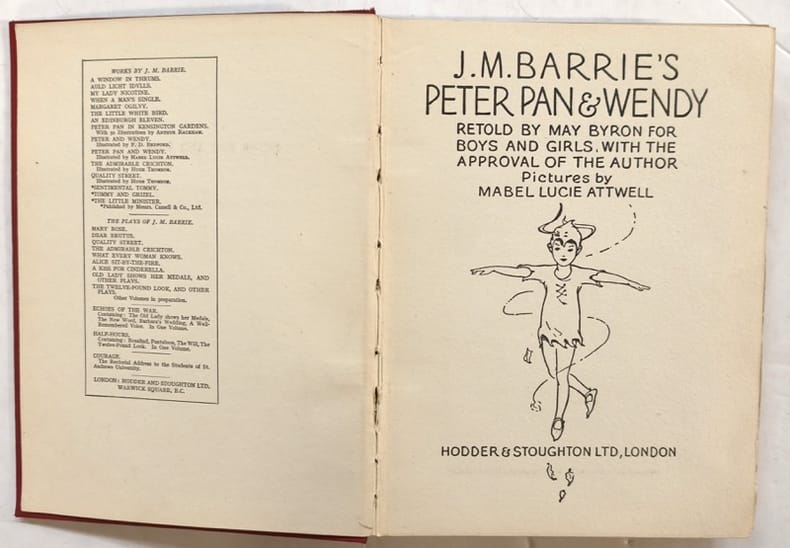 WORKS BY J. M. BARRIE.
A WINDOW IN THRUMS.
AULD LICHT IDYLLS.
MY LADY NICOTINE.
WHEN A MAN'S SINGLE.
MARGARET OGILVY.
THE LITTLE WHITE BIRD.
AN EDINBURGH ELEVEN.
PETER PAN IN KENSINGTON GARDENS.
With 50 Illustrations by ARTHUR RACKHAM.
PETER AND WENDY.
Illustrated by F. D. BEDFORD.
PETER PAN AND WENDY.
Illustrated by MABEL LUCIE ATTWELL.
THE ADMIRABLE CRICHTON.
Illustrated by HUGH THOMSON.
QUALITY STREET.
Illustrated by HUGH THOMSON.
*SENTIMENTAL TOMMY.
*TOMMY AND GRIZEL.
*THE LITTLE MINISTER.
*Published by Messrs. Cassell & Co., Ltd.
THE PLAYS OF J. M. BARRIE.
MARY ROSE.
DEAR BRUTUS.
QUALITY STREET.
THE ADMIRABLE CRICHTON.
WHAT EVERY WOMAN KNOWS.
ALICE SIT-BY-THE-FIRE.
A KISS FOR CINDERELLA.
OLD LADY SHOWS HER MEDALS, AND
OTHER PLAYS.
THE TWELVE-POUND LOOK, AND OTHER
PLAYS.
Other Volumes in preparation.
ECHOES OF THE WAR.
Containing: The Old Lady shows her Medals,
The New Word, Barbara's Wedding, A Well-
Remembered Voice. In One Volume.
HALF-HOURS.
Containing: Rosalind, Pantaloon, The Will, The
Twelve-Pound Look. In One Volume.
COURAGE.
The Rectorial Address to the Students of St.
Andrews University.
LONDON: HODDER AND STOUGHTON LTD.,
WARWICK SQUARE, E.C.
J.M.BARRIE'S
PETER PAN & WENDY
RETOLD BY MAY BYRON FOR
BOYS AND GIRLS, WITH THE
APPROVAL OF THE AUTHOR
Pictures by
MABEL LUCIE ATTWELL
HODDER & STOUGHTON LTD, LONDON